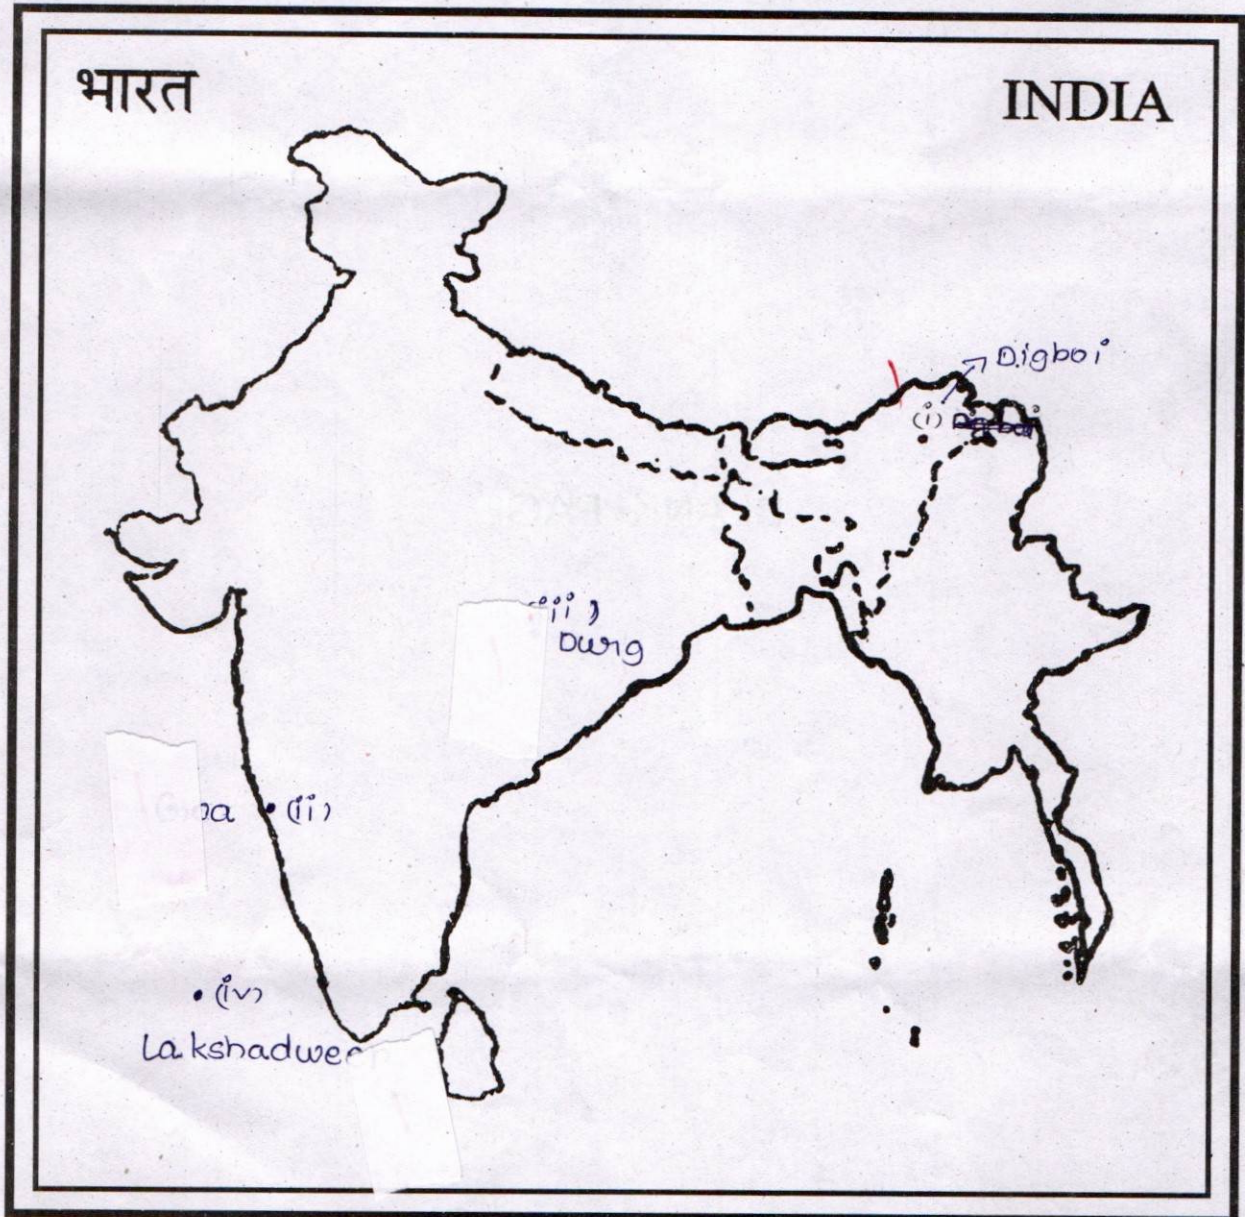 भारत
INDIA
Digboi
(i)
iii)
Durg
Goa (ii)
(iv)
Lakshadwee